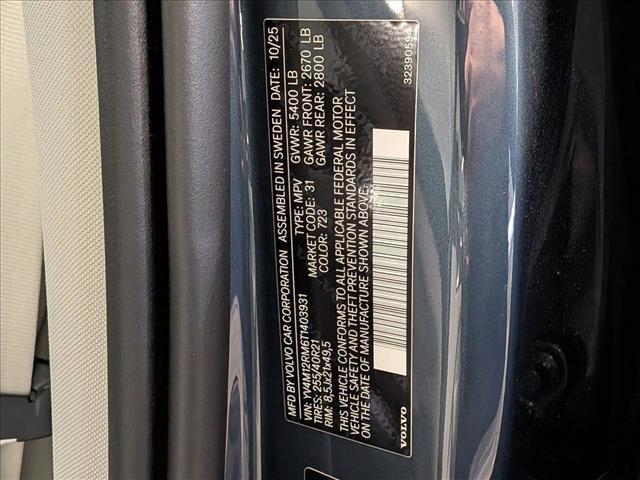 MFD BY VOLVO CAR CORPORATION ASSEMBLED IN SWEDEN DATE: 10/25
GVWR: 5400 LB
VIN: YV4M12RM6T1403931 TYPE: MPV GAWR FRONT: 2670 LB
TIRES: 255/40R21 MARKET CODE: 31 GAWR REAR: 2800 LB
RIM: 8,5Jx21x49,5 COLOR: 723
THIS VEHICLE CONFORMS TO ALL APPLICABLE FEDERAL MOTOR
VEHICLE SAFETY AND THEFT PREVENTION STANDARDS IN EFFECT
ON THE DATE OF MANUFACTURE SHOWN ABOVE.
VOLVO 32390594